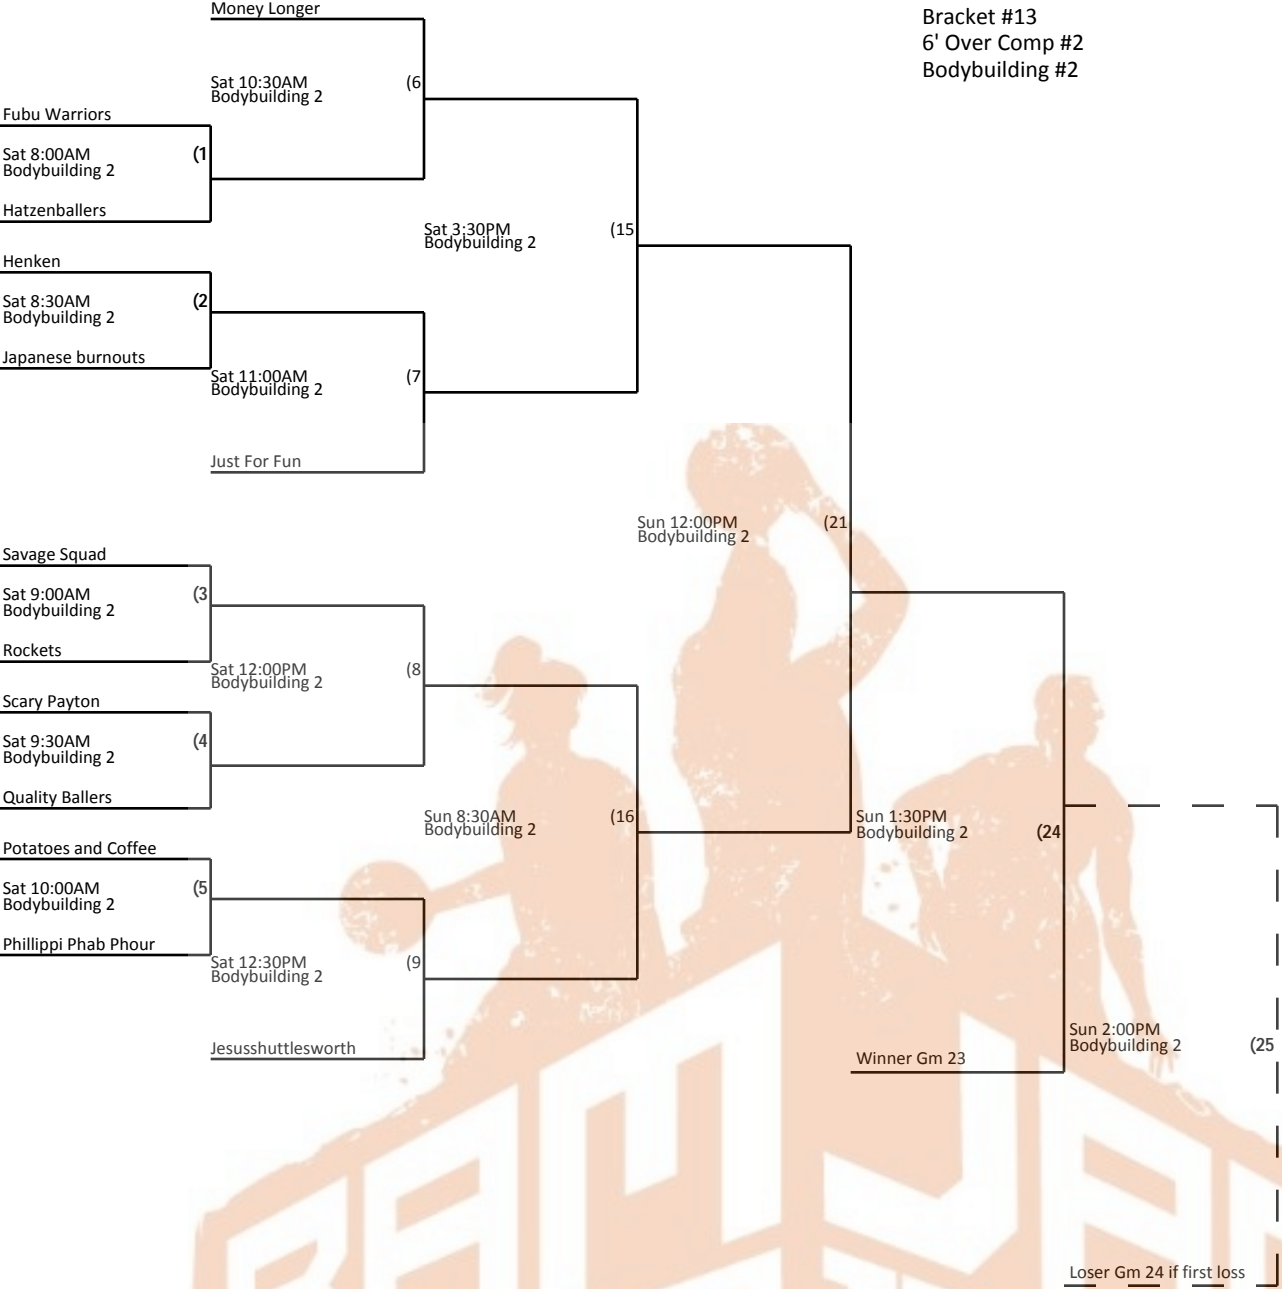 Money Longer
Bracket #13
6' Over Comp #2
Bodybuilding #2
Sat 10:30AM (6
Bodybuilding 2
Fubu Warriors
Sat 8:00AM (1
Bodybuilding 2
Hatzenballers
Sat 3:30PM (15
Bodybuilding 2
Henken
Sat 8:30AM (2
Bodybuilding 2
Japanese burnouts
Sat 11:00AM (7
Bodybuilding 2
Just For Fun
Sun 12:00PM (21
Bodybuilding 2
Savage Squad
Sat 9:00AM (3
Bodybuilding 2
Rockets
Sat 12:00PM (8
Bodybuilding 2
Scary Payton
Sat 9:30AM (4
Bodybuilding 2
Quality Ballers
Sun 8:30AM (16
Bodybuilding 2
Sun 1:30PM (24
Bodybuilding 2
Potatoes and Coffee
Sat 10:00AM (5
Bodybuilding 2
Phillippi Phab Phour
Sat 12:30PM (9
Bodybuilding 2
Jesusshuttlesworth
Sun 2:00PM (25
Bodybuilding 2
Winner Gm 23
Loser Gm 24 if first loss